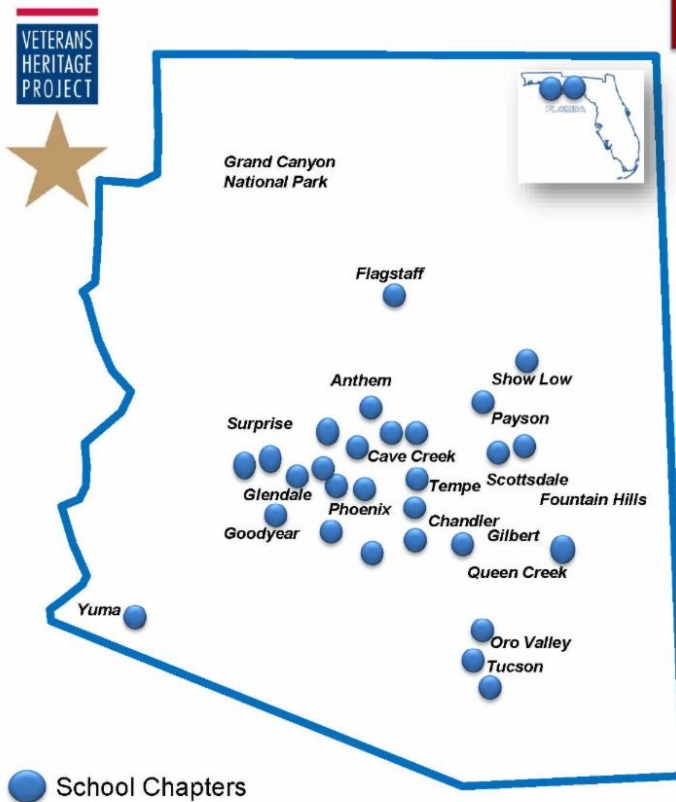 VETERANS
HERITAGE
PROJECT
FLORIDA
Grand Canyon
National Park
Flagstaff
Show Low
Anthem
Payson
Surprise
Cave Creek
Scottsdale
Glendale
Tempe
Fountain Hills
Phoenix
Goodyear
Chandler
Gilbert
Queen Creek
Yuma
Oro Valley
Tucson
School Chapters